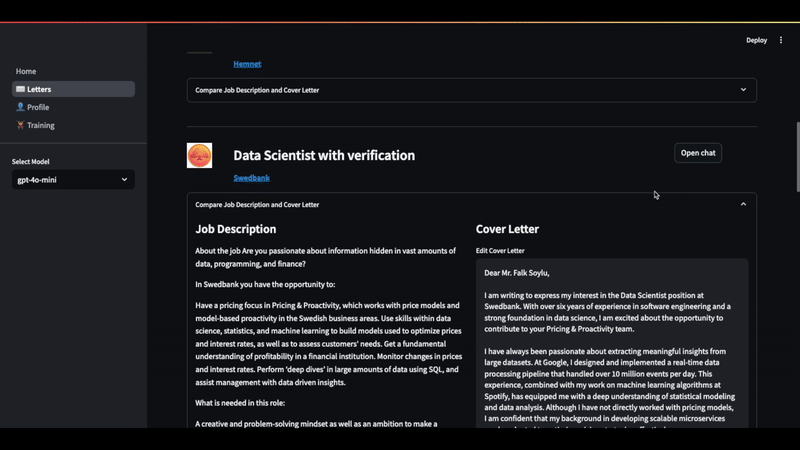 Deploy
Home
Letters
Profile
Training
Select Model
gpt-4o-mini
Hemnet
Compare Job Description and Cover Letter
Data Scientist with verification
Open chat
Swedbank
Compare Job Description and Cover Letter
Job Description
About the job Are you passionate about information hidden in vast amounts of
data, programming, and finance?
In Swedbank you have the opportunity to:
Have a pricing focus in Pricing & Proactivity, which works with price models and
model-based proactivity in the Swedish business areas. Use skills within data
science, statistics, and machine learning to build models used to optimize prices
and interest rates, as well as to assess customers' needs. Get a fundamental
understanding of profitability in a financial institution. Monitor changes in prices
and interest rates. Perform 'deep dives' in large amounts of data using SQL, and
assist management with data driven insights.
What is needed in this role:
A creative and problem-solving mindset as well as an ambition to make a
Cover Letter
Edit Cover Letter
Dear Mr. Falk Soylu,
I am writing to express my interest in the Data Scientist position at
Swedbank. With over six years of experience in software engineering and a
strong foundation in data science, I am excited about the opportunity to
contribute to your Pricing & Proactivity team.
I have always been passionate about extracting meaningful insights from
large datasets. At Google, I designed and implemented a real-time data
processing pipeline that handled over 10 million events per day. This
experience, combined with my work on machine learning algorithms at
Spotify, has equipped me with a deep understanding of statistical modeling
and data analysis. Although I have not directly worked with pricing models,
I am confident that my background in developing scalable microservices